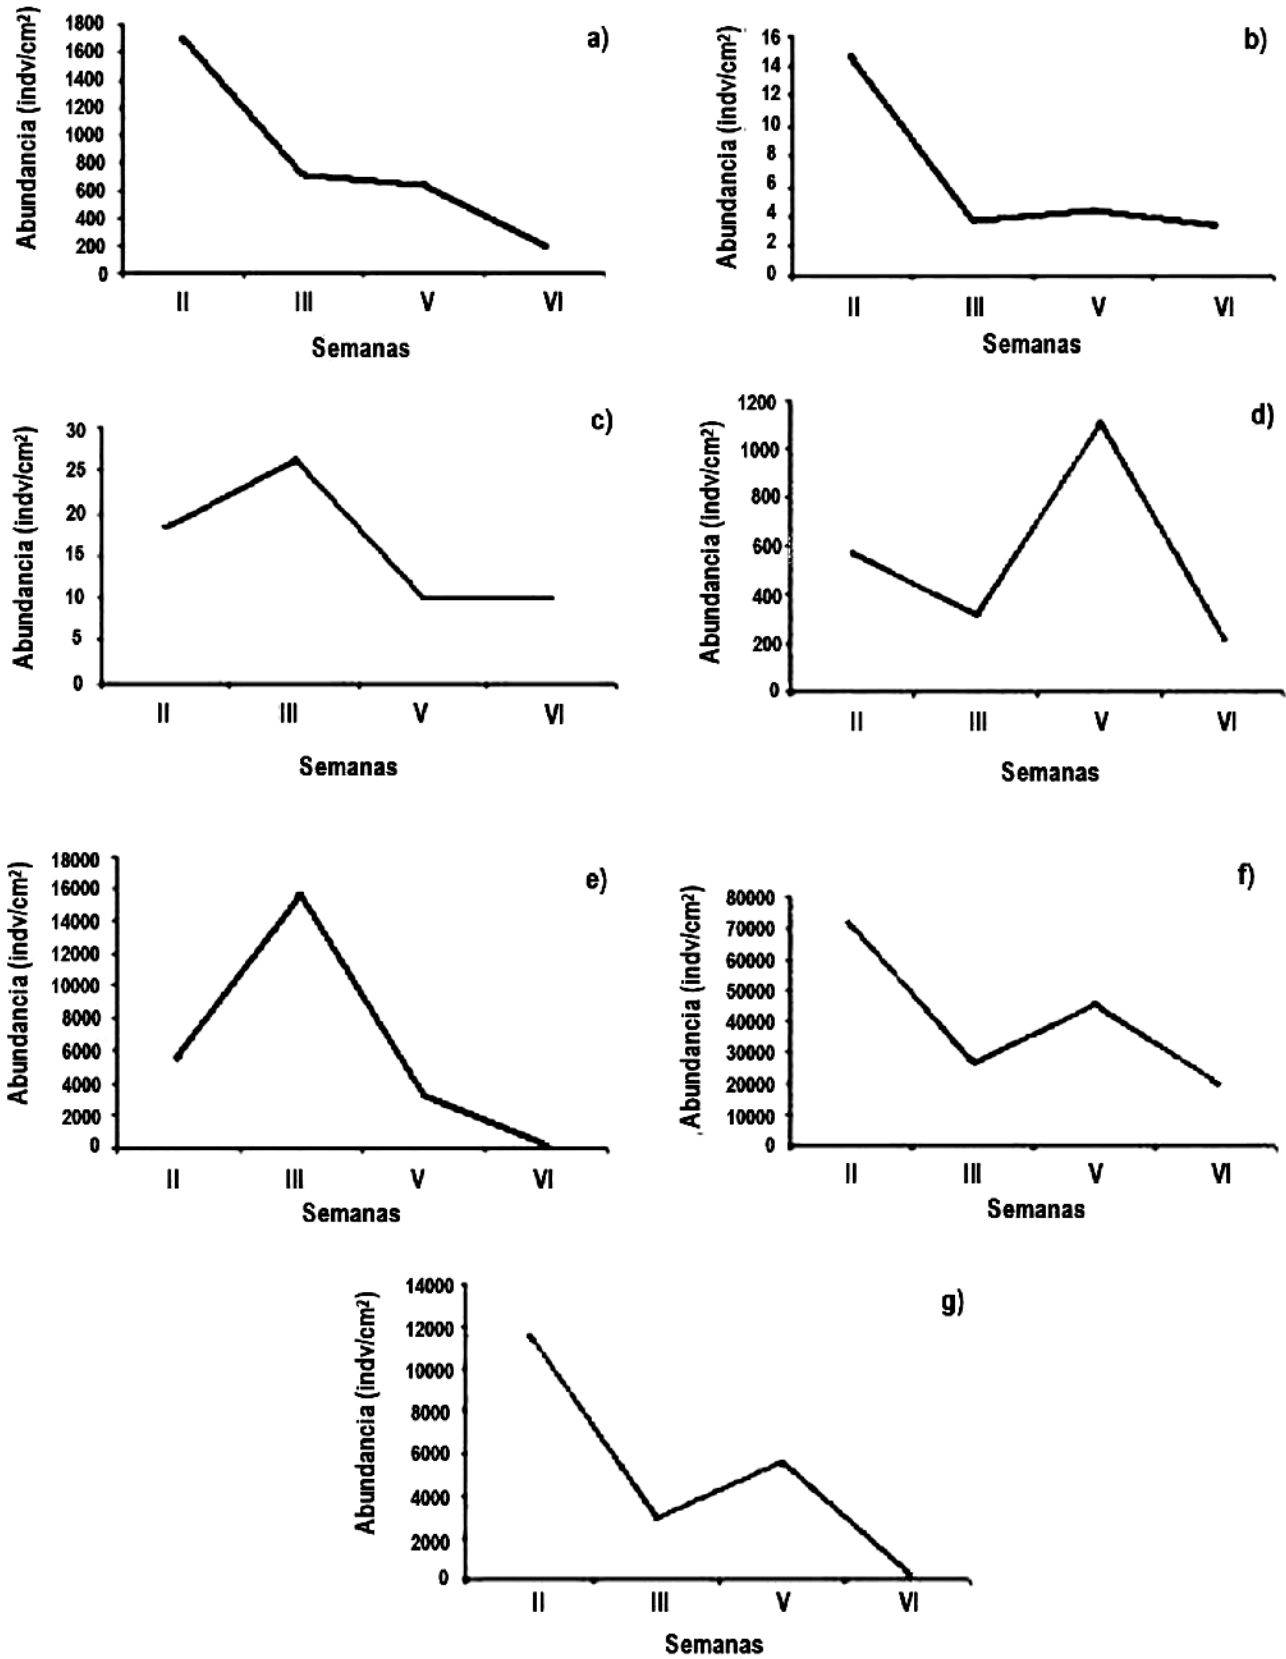 a)
Abundancia (indv/cm²)
1800
1600
1400
1200
1000
800
600
400
200
0
II III V VI
Semanas
b)
Abundancia (indv/cm²)
16
14
12
10
8
6
4
2
0
II III V VI
Semanas
c)
Abundancia (indv/cm²)
30
25
20
15
10
5
0
II III V VI
Semanas
d)
Abundancia (indv/cm²)
1200
1000
800
600
400
200
0
II III V VI
Semanas
e)
Abundancia (indv/cm²)
18000
16000
14000
12000
10000
8000
6000
4000
2000
0
II III V VI
Semanas
f)
Abundancia (indv/cm²)
80000
70000
60000
50000
40000
30000
20000
10000
0
II III V VI
Semanas
g)
Abundancia (indv/cm²)
14000
12000
10000
8000
6000
4000
2000
0
II III V VI
Semanas